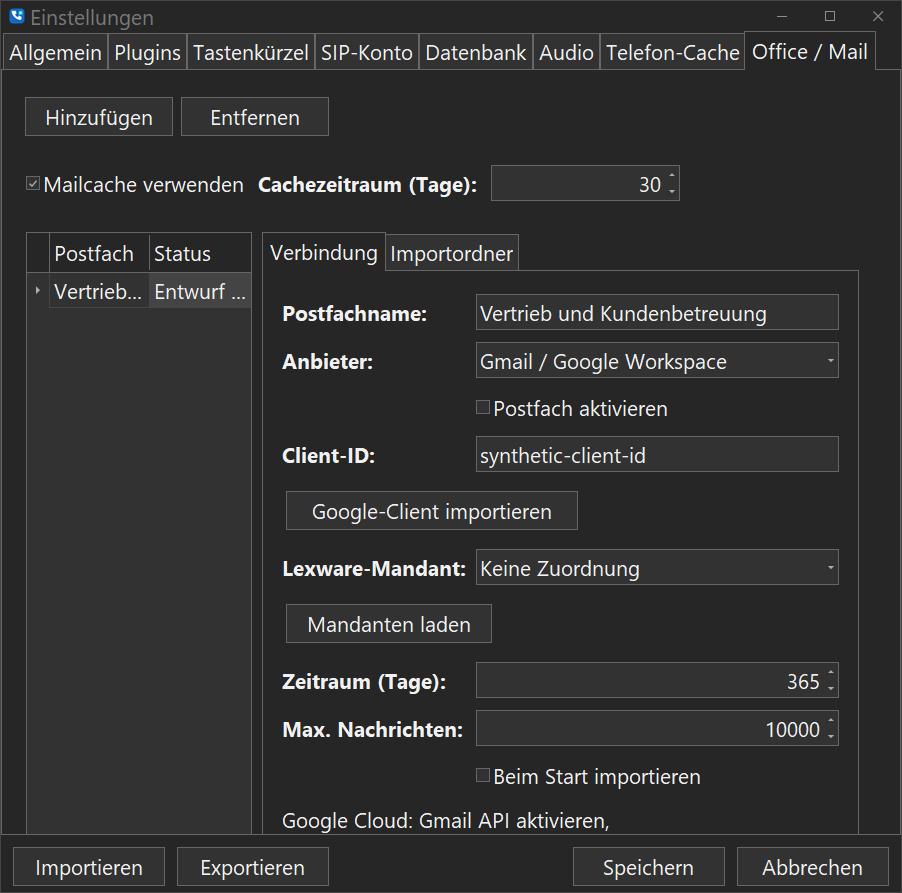 Einstellungen
Allgemein Plugins Tastenkürzel SIP-Konto Datenbank Audio Telefon-Cache Office / Mail
Hinzufügen Entfernen
Mailcache verwenden Cachezeitraum (Tage): 30
Postfach Status
Vertrieb... Entwurf ...
Verbindung Importordner
Postfachname: Vertrieb und Kundenbetreuung
Anbieter: Gmail / Google Workspace
Postfach aktivieren
Client-ID: synthetic-client-id
Google-Client importieren
Lexware-Mandant: Keine Zuordnung
Mandanten laden
Zeitraum (Tage): 365
Max. Nachrichten: 10000
Beim Start importieren
Google Cloud: Gmail API aktivieren,
Importieren Exportieren Speichern Abbrechen